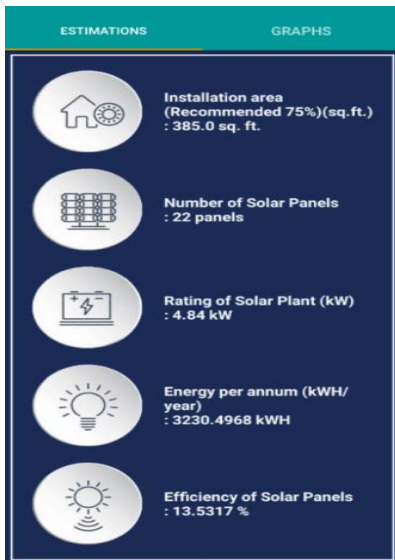 ESTIMATIONS
GRAPHS
Installation area
(Recommended 75%)(sq.ft.)
: 385.0 sq. ft.
Number of Solar Panels
: 22 panels
Rating of Solar Plant (kW)
: 4.84 kW
Energy per annum (kWH/
year)
: 3230.4968 kWH
Efficiency of Solar Panels
: 13.5317 %